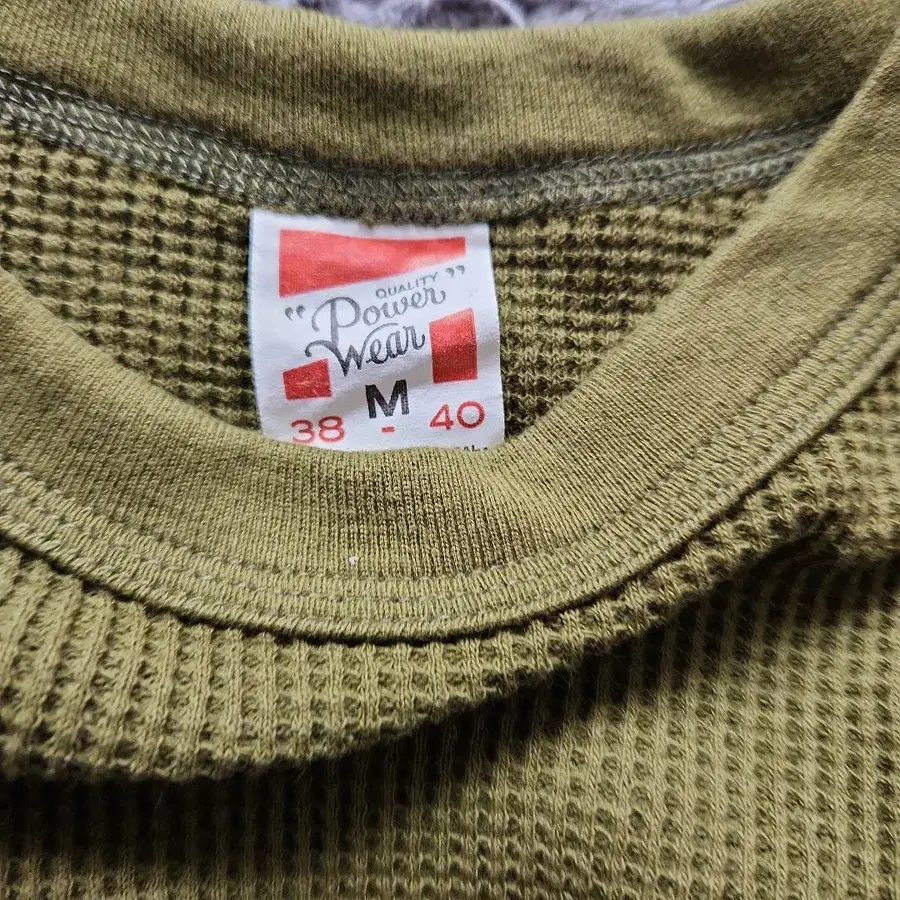 QUALITY
"Power"
Wear
M
38 - 40